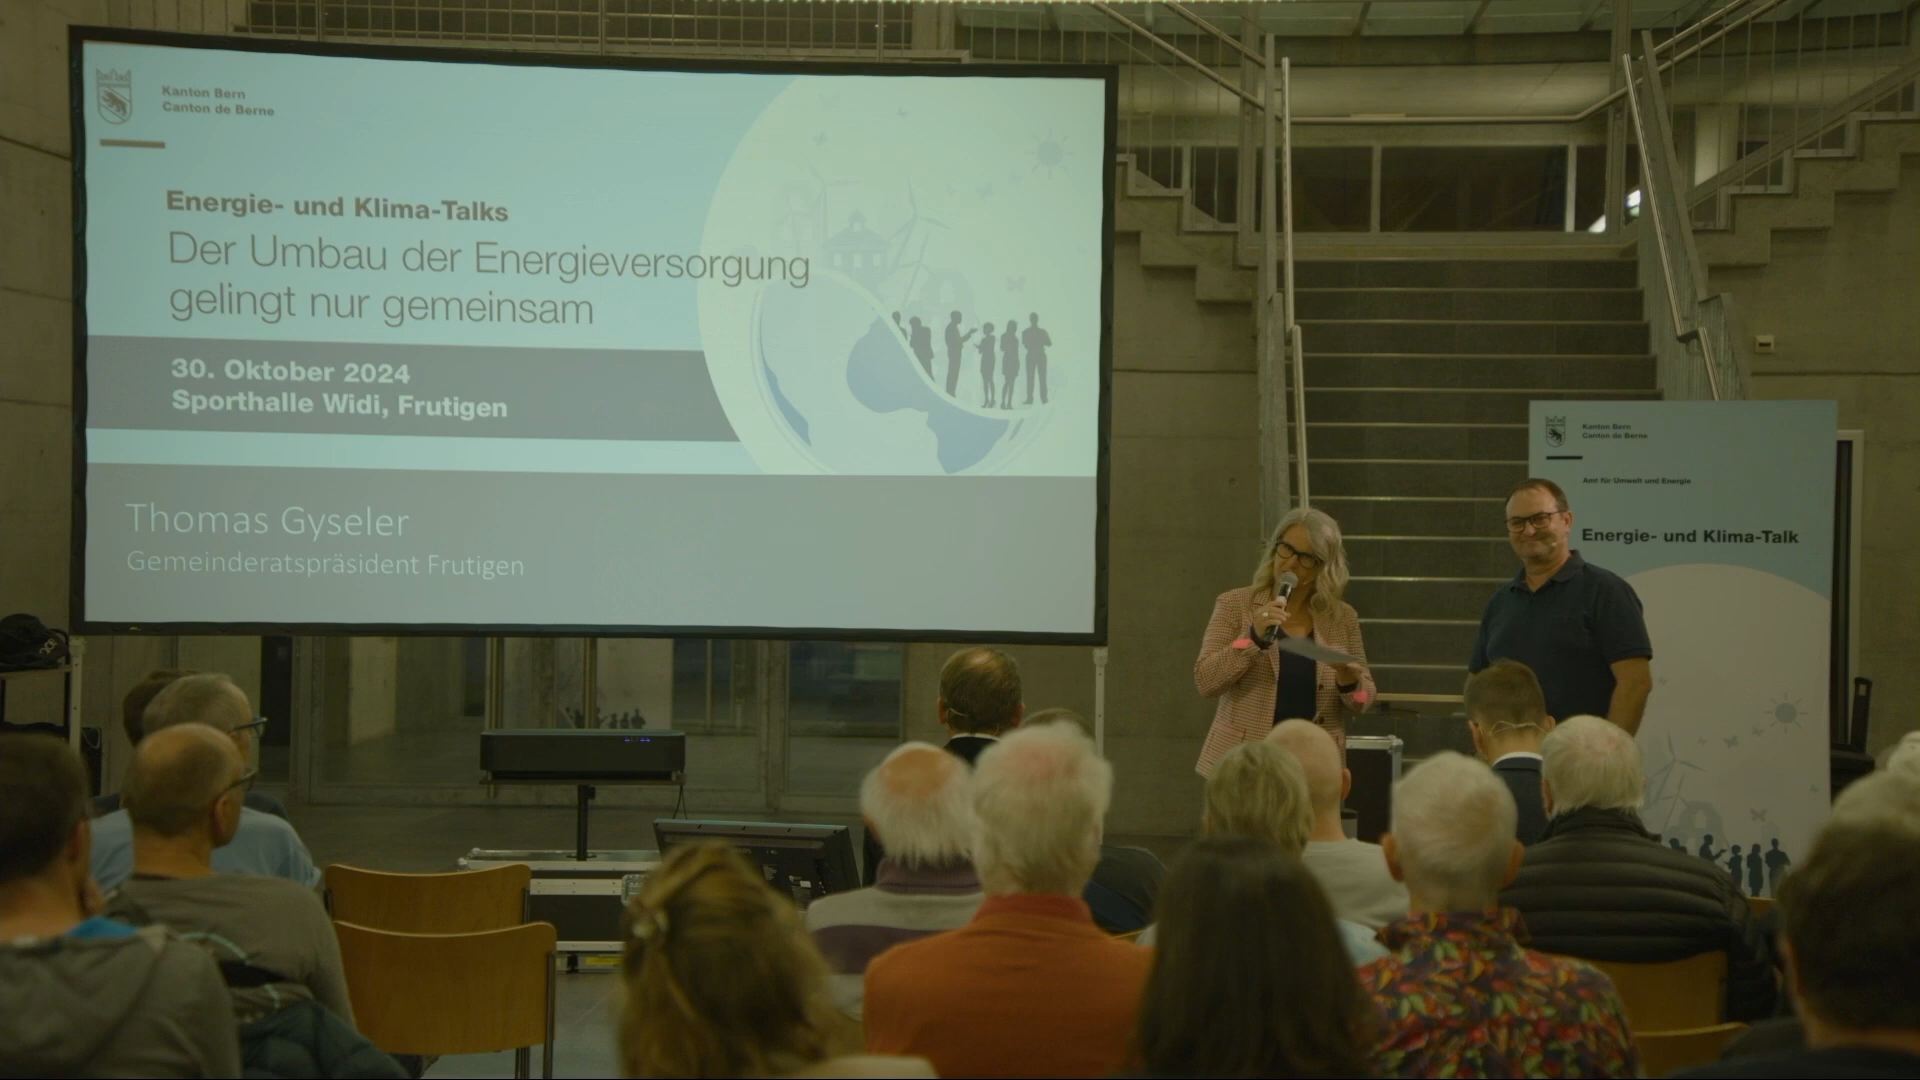 Kanton Bern
Canton de Berne
Energie- und Klima-Talks
Der Umbau der Energieversorgung
gelingt nur gemeinsam
30. Oktober 2024
Sporthalle Widi, Frutigen
Thomas Gyseler
Gemeinderatspräsident Frutigen
Kanton Bern
Canton de Berne
Amt für Umwelt und Energie
Energie- und Klima-Talk